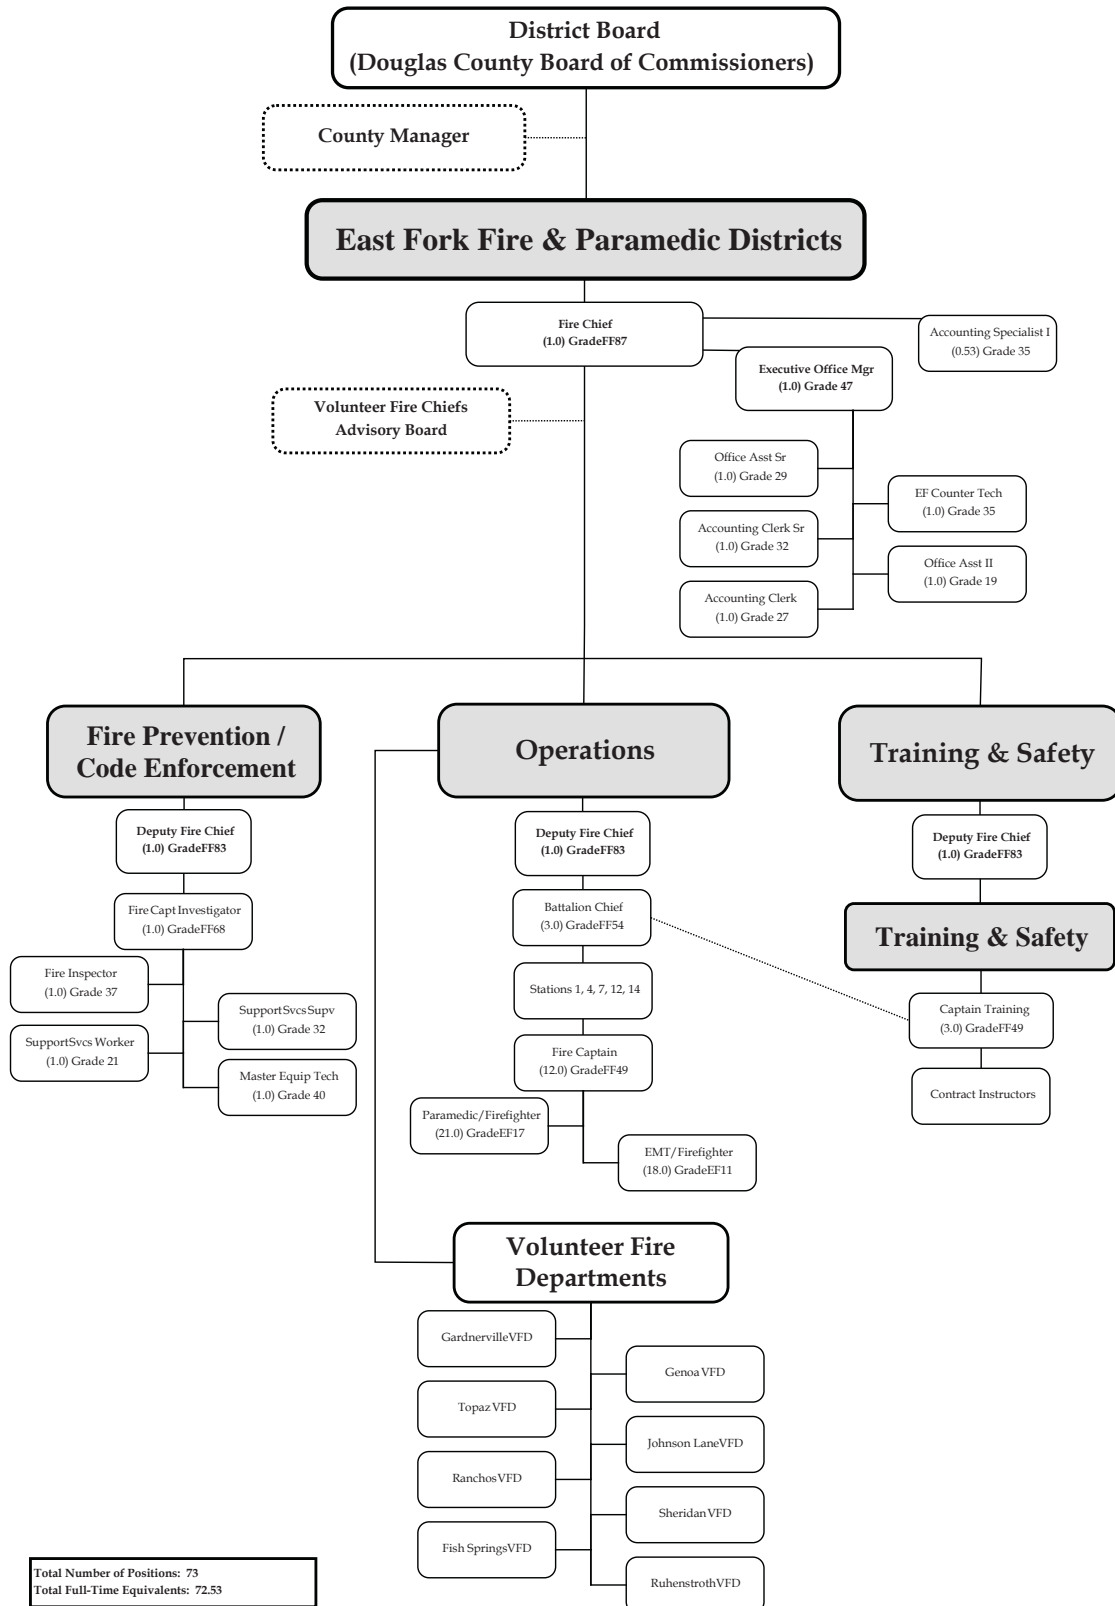 District Board
(Douglas County Board of Commissioners)
County Manager
East Fork Fire & Paramedic Districts
Fire Chief
(1.0) GradeFF87
Accounting Specialist I
(0.53) Grade 35
Executive Office Mgr
(1.0) Grade 47
Volunteer Fire Chiefs
Advisory Board
Office Asst Sr
(1.0) Grade 29
EF Counter Tech
(1.0) Grade 35
Accounting Clerk Sr
(1.0) Grade 32
Office Asst II
(1.0) Grade 19
Accounting Clerk
(1.0) Grade 27
Fire Prevention /
Code Enforcement
Deputy Fire Chief
(1.0) GradeFF83
Fire Capt Investigator
(1.0) GradeFF68
Fire Inspector
(1.0) Grade 37
SupportSvcsSupv
(1.0) Grade 32
SupportSvcs Worker
(1.0) Grade 21
Master Equip Tech
(1.0) Grade 40
Operations
Deputy Fire Chief
(1.0) GradeFF83
Battalion Chief
(3.0) GradeFF54
Stations 1, 4, 7, 12, 14
Fire Captain
(12.0) GradeFF49
Paramedic/Firefighter
(21.0) GradeEF17
EMT/Firefighter
(18.0) GradeEF11
Training & Safety
Deputy Fire Chief
(1.0) GradeFF83
Training & Safety
Captain Training
(3.0) GradeFF49
Contract Instructors
Volunteer Fire
Departments
GardnervilleVFD
GenoaVFD
TopazVFD
Johnson LaneVFD
RanchosVFD
SheridanVFD
Fish SpringsVFD
RuhenstrothVFD
Total Number of Positions: 73
Total Full-Time Equivalents: 72.53